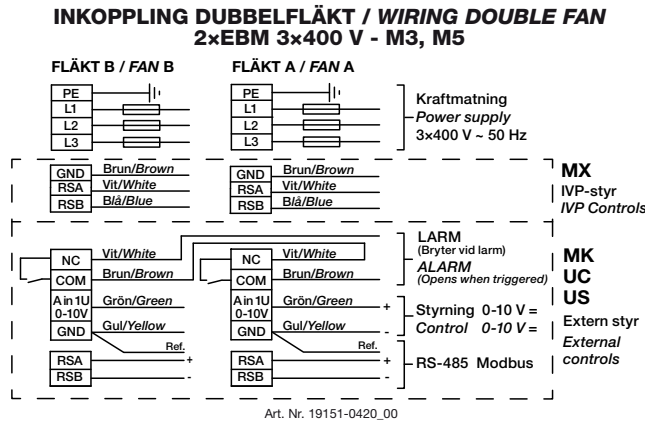 INKOPPLING DUBBELFLÄKT / WIRING DOUBLE FAN
2×EBM 3×400 V - M3, M5
FLÄKT B / FAN B
FLÄKT A / FAN A
PE
L1
L2
L3
PE
L1
L2
L3
Kraftmatning
Power supply
3×400 V ~ 50 Hz
GND Brun/Brown
RSA Vit/White
RSB Blå/Blue
GND Brun/Brown
RSA Vit/White
RSB Blå/Blue
MX
IVP-styr
IVP Controls
NC Vit/White
COM Brun/Brown
A in 1U
0-10V
Grön/Green
GND Gul/Yellow
Ref.
RSA +
RSB -
NC Vit/White
COM Brun/Brown
A in 1U
0-10V
Grön/Green +
GND Gul/Yellow -
Ref.
RSA +
RSB -
LARM
(Bryter vid larm)
ALARM
(Opens when triggered)
Styrning 0-10 V =
Control 0-10 V =
RS-485 Modbus
MK
UC
US
Extern styr
External
controls
Art. Nr. 19151-0420_00